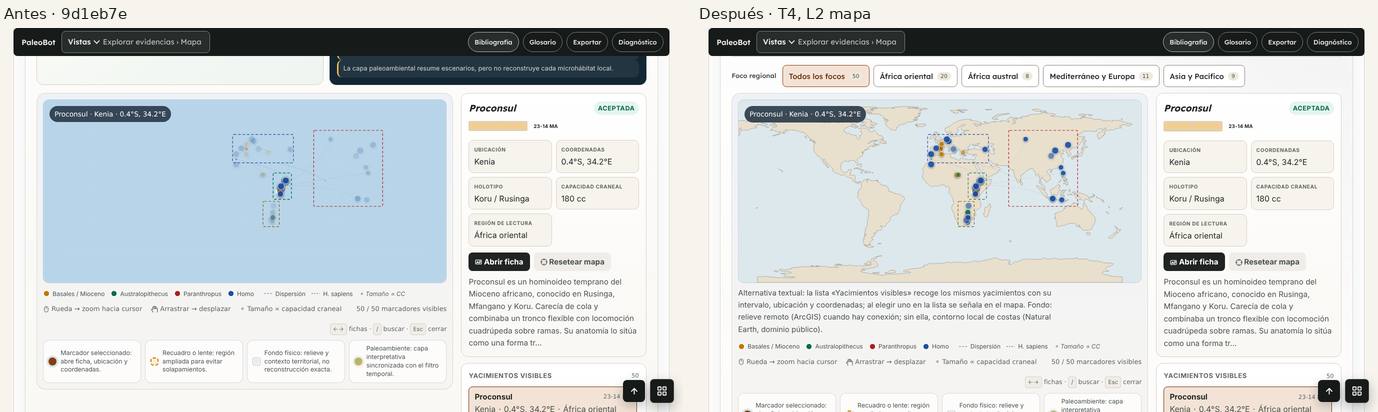 Antes · 9d1eb7e
PaleoBot
Vistas
Explorar evidencias › Mapa
Bibliografía
Glosario
Exportar
Diagnóstico
La capa paleoambiental resume escenarios, pero no reconstruye cada microhábitat local.
Proconsul · Kenia · 0.4°S, 34.2°E
Basales / Mioceno
Australopithecus
Paranthropus
Homo
Dispersión
H. sapiens
Tamaño = CC
Rueda → zoom hacia cursor
Arrastrar → desplazar
Tamaño = capacidad craneal
50 / 50 marcadores visibles
←→ fichas · / buscar · Esc cerrar
Marcador seleccionado:
abre ficha, ubicación y
coordenadas.
Recuadro o lente: región
ampliada para evitar
solapamientos.
Fondo físico: relieve y
contexto territorial, no
reconstrucción exacta.
Paleoambiente: capa
interpretativa
sincronizada con el filtro
temporal.
Proconsul
ACEPTADA
23-14 MA
UBICACIÓN
Kenia
COORDENADAS
0.4°S, 34.2°E
HOLOTIPO
Koru / Rusinga
CAPACIDAD CRANEAL
180 cc
REGIÓN DE LECTURA
África oriental
Abrir ficha
Resetear mapa
Proconsul es un hominoideo temprano del
Mioceno africano, conocido en Rusinga,
Mfangano y Koru. Carecía de cola y
combinaba un tronco flexible con locomoción
cuadrúpeda sobre ramas. Su anatomía lo sitúa
como forma tr...
YACIMIENTOS VISIBLES
50
Proconsul
23-14
Kenia · 0.4°S, 34.2°E · África oriental
Después · T4, L2 mapa
PaleoBot
Vistas
Explorar evidencias › Mapa
Bibliografía
Glosario
Exportar
Diagnóstico
Foco regional
Todos los focos 50
África oriental 20
África austral 8
Mediterráneo y Europa 11
Asia y Pacífico 9
Proconsul · Kenia · 0.4°S, 34.2°E
Alternativa textual: la lista «Yacimientos visibles» recoge los mismos yacimientos con su
intervalo, ubicación y coordenadas; al elegir uno en la lista se señala en el mapa. Fondo:
relieve remoto (ArcGIS) cuando hay conexión; sin ella, contorno local de costas (Natural
Earth, dominio público).
Basales / Mioceno
Australopithecus
Paranthropus
Homo
Dispersión
H. sapiens
Tamaño = CC
Rueda → zoom hacia cursor
Arrastrar → desplazar
Tamaño = capacidad craneal
50 / 50 marcadores visibles
←→ fichas · / buscar · Esc cerrar
Marcador seleccionado:
abre ficha, ubicación y
Recuadro o lente: región
Fondo físico: relieve y
Paleoambiente: capa
interpretativa
Proconsul
ACEPTADA
23-14 MA
UBICACIÓN
Kenia
COORDENADAS
0.4°S, 34.2°E
HOLOTIPO
Koru / Rusinga
CAPACIDAD CRANEAL
180 cc
REGIÓN DE LECTURA
África oriental
Abrir ficha
Resetear mapa
Proconsul es un hominoideo temprano del
Mioceno africano, conocido en Rusinga,
Mfangano y Koru. Carecía de cola y
combinaba un tronco flexible con locomoción
cuadrúpeda sobre ramas. Su anatomía lo sitúa
como forma tr...
YACIMIENTOS VISIBLES
50
Proconsul
23-14
Kenia · 0.4°S, 34.2°E · África oriental